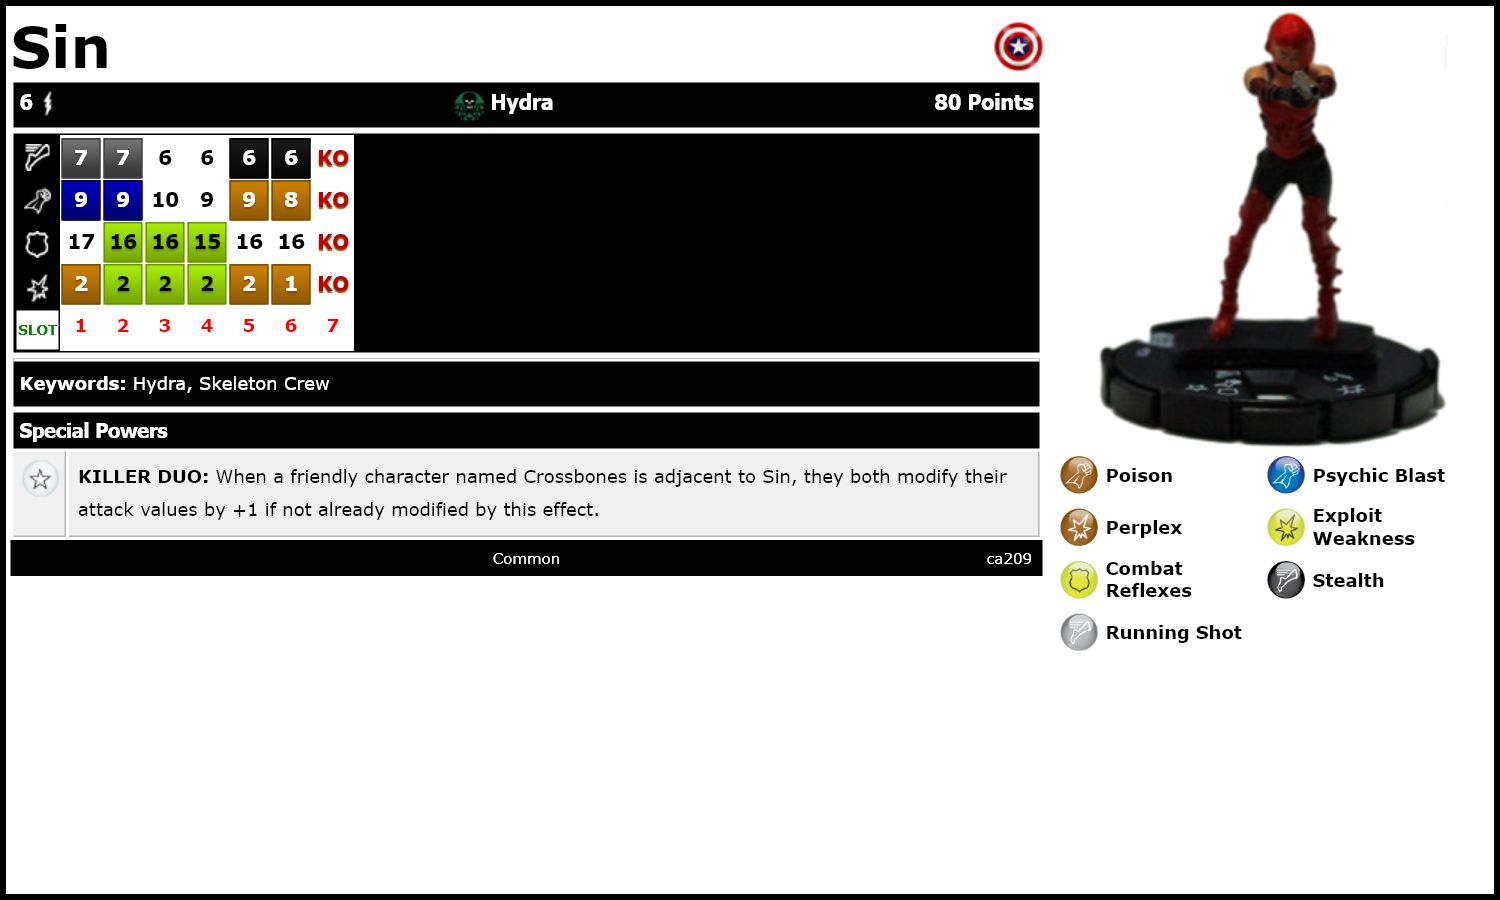 Sin
6 Hydra 80 Points
7 7 6 6 6 6 KO
9 9 10 9 9 8 KO
17 16 16 15 16 16 KO
2 2 2 2 2 1 KO
SLOT 1 2 3 4 5 6 7
Keywords: Hydra, Skeleton Crew
Special Powers
KILLER DUO: When a friendly character named Crossbones is adjacent to Sin, they both modify their
attack values by +1 if not already modified by this effect.
Common ca209
Poison
Psychic Blast
Perplex
Exploit
Weakness
Combat
Reflexes
Stealth
Running Shot